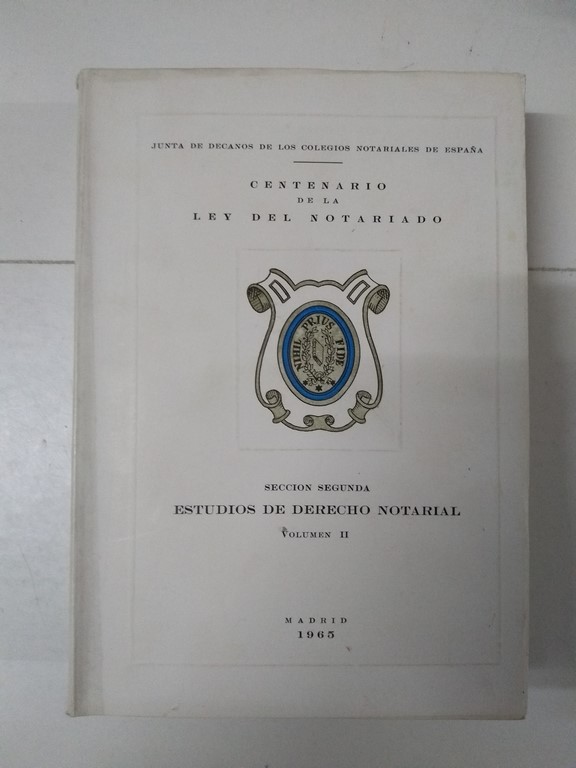 JUNTA DE DECANOS DE LOS COLEGIOS NOTARIALES DE ESPAÑA
CENTENARIO
DE LA
LEY DEL NOTARIADO
NIHIL PRIUS FIDE
N
SECCION SEGUNDA
ESTUDIOS DE DERECHO NOTARIAL
VOLUMEN II
MADRID
1965